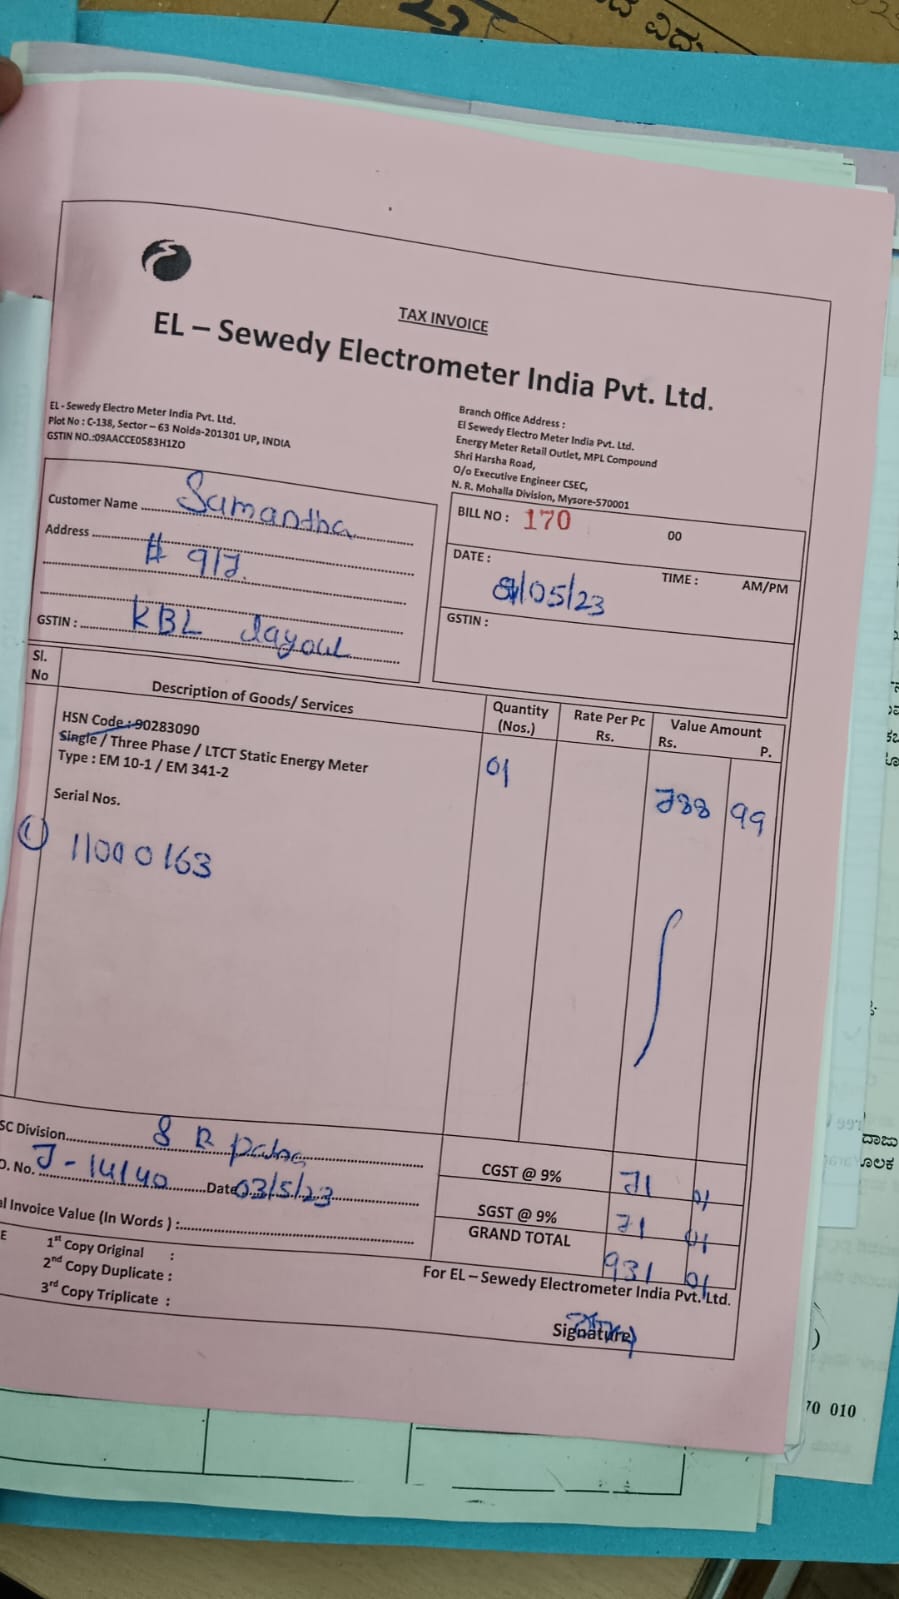 TAX INVOICE
EL – Sewedy Electrometer India Pvt. Ltd.
EL - Sewedy Electro Meter India Pvt. Ltd.
Plot No : C-138, Sector – 63 Noida-201301 UP, INDIA
GSTIN NO.:09AACCE0583H1ZO
Branch Office Address :
El Sewedy Electro Meter India Pvt. Ltd.
Energy Meter Retail Outlet, MPL Compound
Shri Harsha Road,
O/o Executive Engineer CSEC,
N. R. Mohalla Division, Mysore-570001
Customer Name Samantha
Address # 917
GSTIN : KBL Layout
BILL NO : 170 00
DATE : /05/23 TIME : AM/PM
GSTIN :
Sl. No Description of Goods/ Services Quantity (Nos.) Rate Per Pc Rs. Value Amount Rs. P.
HSN Code : 90283090
Single / Three Phase / LTCT Static Energy Meter 01 788 99
Type : EM 10-1 / EM 341-2
Serial Nos.
① 11000163
SC Division S R patna
O. No. J-14140 Date 03/5/23
l Invoice Value (In Words ) :
CGST @ 9% 71 01
SGST @ 9% 71 01
GRAND TOTAL 931 01
E 1st Copy Original :
2nd Copy Duplicate :
3rd Copy Triplicate :
For EL – Sewedy Electrometer India Pvt. Ltd.
Signature
70 010